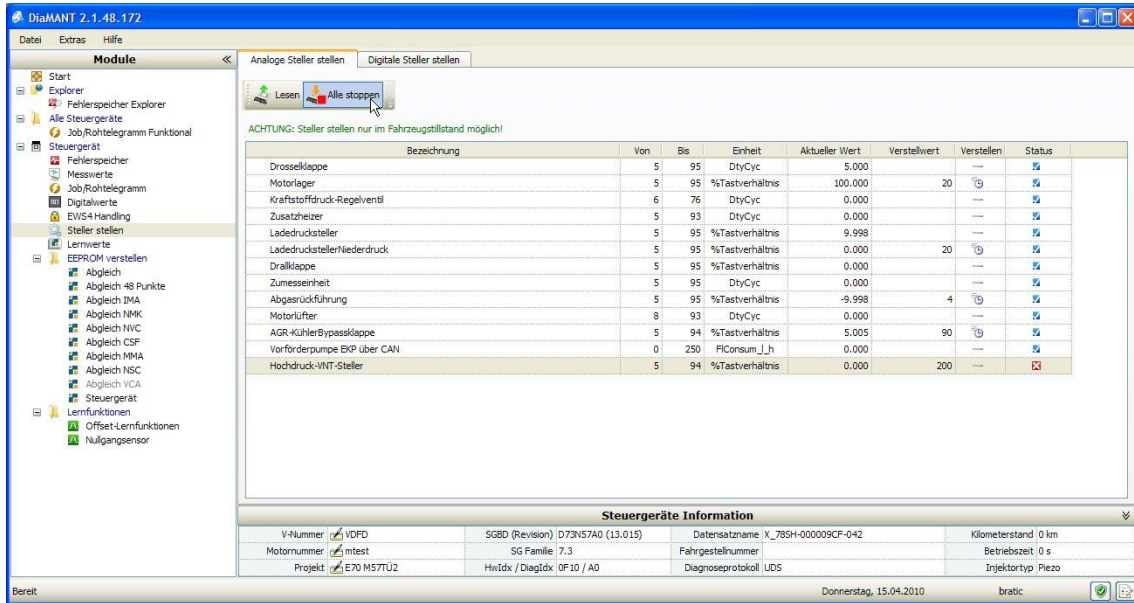 DiaMANT 2.1.48.172
Datei Extras Hilfe
Module
Start
Explorer
Fehlerspeicher Explorer
Alle Steuergeräte
Job/Rohtelegramm Funktional
Steuergerät
Fehlerspeicher
Messwerte
Job/Rohtelegramm
Digitalwerte
EWS4 Handling
Steller stellen
Lernwerte
EEPROM verstellen
Abgleich
Abgleich 48 Punkte
Abgleich IMA
Abgleich NMK
Abgleich NVC
Abgleich CSF
Abgleich MMA
Abgleich NSC
Abgleich VCA
Steuergerät
Lernfunktionen
Offset-Lernfunktionen
Nullgangsensor
Analoge Steller stellen Digitale Steller stellen
Lesen Alle stoppen
ACHTUNG: Steller stellen nur im Fahrzeugstillstand möglich!
Bezeichnung Von Bis Einheit Aktueller Wert Verstellwert Verstellen Status
Drosselklappe 5 95 DtyCyc 5.000
Motorlager 5 95 %Tastverhältnis 100.000 20
Kraftstoffdruck-Regelventil 6 76 DtyCyc 0.000
Zusatzheizer 5 93 DtyCyc 0.000
Ladedrucksteller 5 95 %Tastverhältnis 9.998
LadedruckstellerNiederdruck 5 95 %Tastverhältnis 0.000 20
Drallklappe 5 95 %Tastverhältnis 0.000
Zumesseinheit 5 95 DtyCyc 0.000
Abgasrückführung 5 95 %Tastverhältnis -9.998 4
Motorlüfter 8 93 DtyCyc 0.000
AGR-KühlerBypassklappe 5 94 %Tastverhältnis 5.005 90
Vorförderpumpe EKP über CAN 0 250 FlConsum_l_h 0.000
Hochdruck-VNT-Steller 5 94 %Tastverhältnis 0.000 200
Steuergeräte Information
V-Nummer VDFD SGBD (Revision) D73N57A0 (13.015) Datensatzname X_785H-000009CF-042 Kilometerstand 0 km
Motornummer mtest SG Familie 7.3 Fahrgestellnummer Betriebszeit 0 s
Projekt E70 M57TÜ2 HwIdx / DiagIdx 0F10 / A0 Diagnoseprotokoll UDS Injektortyp Piezo
Bereit Donnerstag, 15.04.2010 bratic